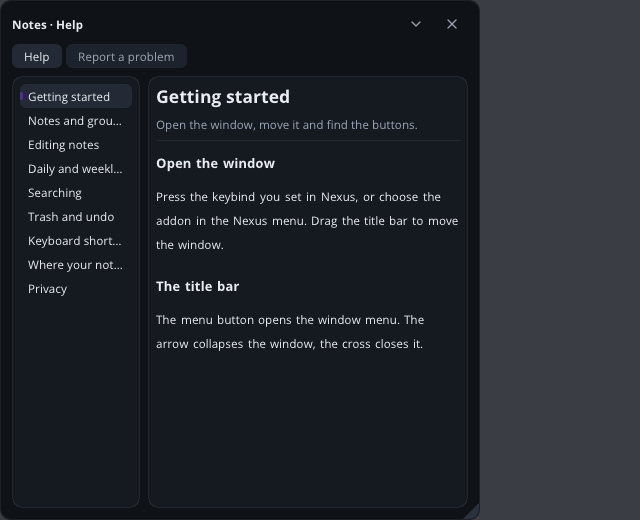 Notes · Help
Help
Report a problem
Getting started
Notes and grou...
Editing notes
Daily and weekl...
Searching
Trash and undo
Keyboard short...
Where your not...
Privacy
Getting started
Open the window, move it and find the buttons.
Open the window
Press the keybind you set in Nexus, or choose the
addon in the Nexus menu. Drag the title bar to move
the window.
The title bar
The menu button opens the window menu. The
arrow collapses the window, the cross closes it.